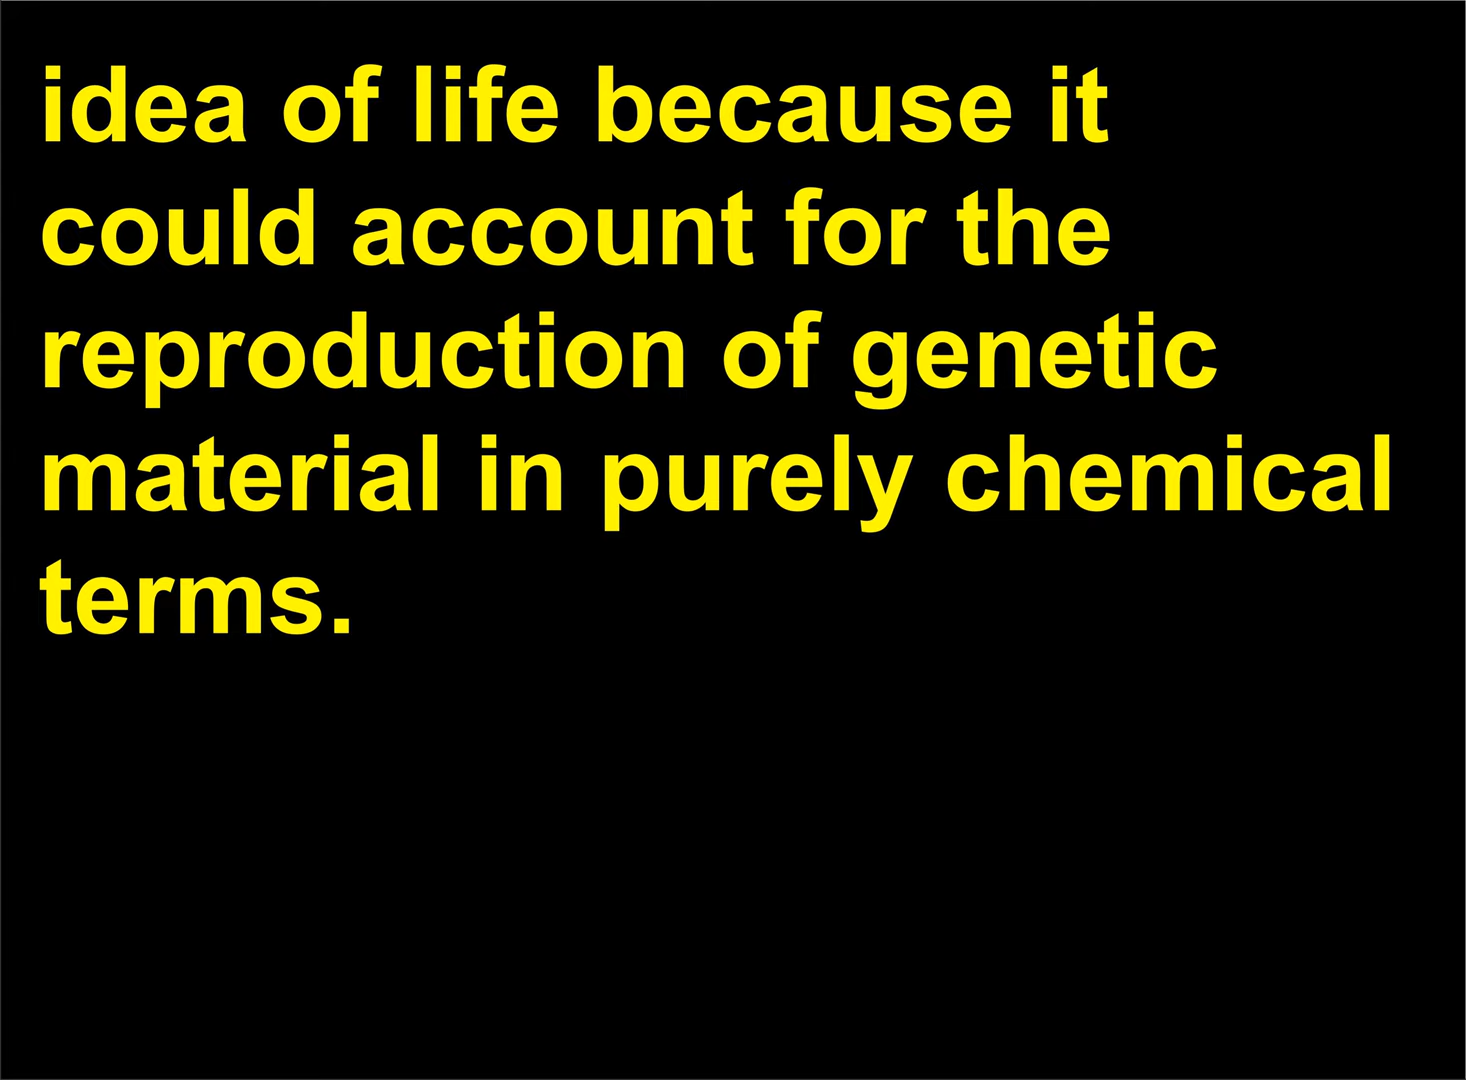 idea of life because it
could account for the
reproduction of genetic
material in purely chemical
terms.